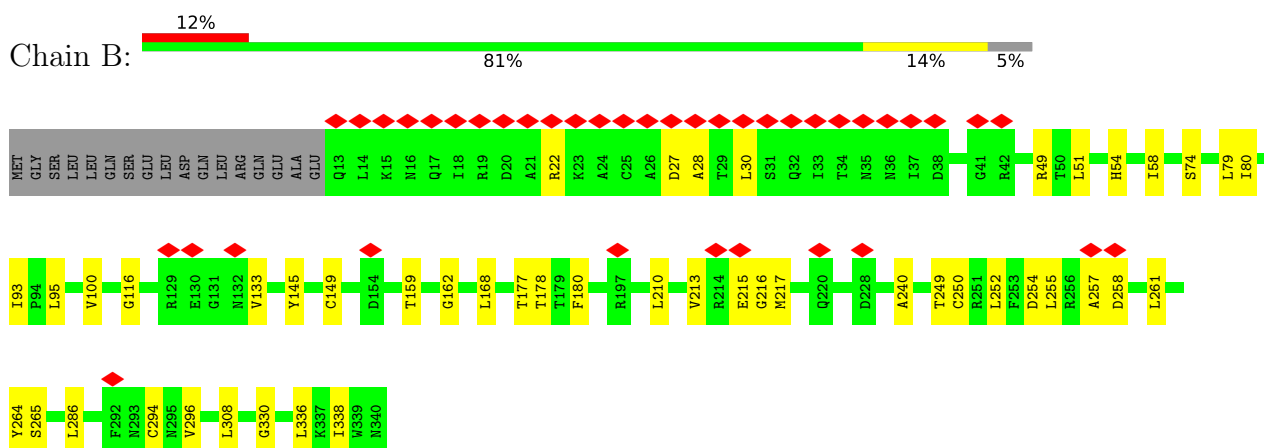 12%
Chain B:
81% 14% 5%
MET GLY SER LEU LEU GLN SER GLU LEU ASP GLN LEU ARG GLN GLU ALA GLU Q13 L14 K15 N16 Q17 I18 R19 D20 A21 R22 K23 A24 C25 A26 D27 A28 T29 L30 S31 Q32 I33 T34 N35 N36 I37 D38 G41 R42 R49 T50 L51 H54 I58 S74 L79 I80
I93 P94 L95 V100 G116 R129 E130 G131 N132 V133 Y145 C149 D154 T159 G162 L168 T177 T178 T179 F180 R197 L210 V213 R214 E215 G216 M217 Q220 D228 A240 T249 C250 R251 L252 F253 D254 L255 R256 A257 D258 L261
Y264 S265 L286 F292 N293 C294 N295 V296 L308 G330 L336 K337 I338 W339 N340